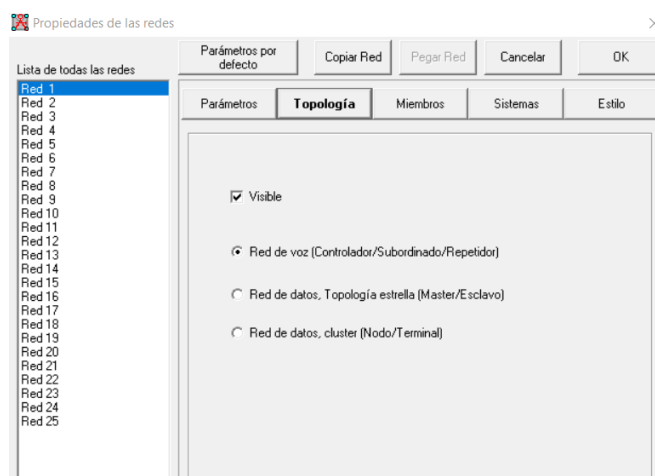 Propiedades de las redes
Lista de todas las redes
Red 1
Red 2
Red 3
Red 4
Red 5
Red 6
Red 7
Red 8
Red 9
Red 10
Red 11
Red 12
Red 13
Red 14
Red 15
Red 16
Red 17
Red 18
Red 19
Red 20
Red 21
Red 22
Red 23
Red 24
Red 25
Parámetros por
defecto
Copiar Red
Pegar Red
Cancelar
OK
Parámetros
Topología
Miembros
Sistemas
Estilo
Visible
Red de voz (Controlador/Subordinado/Repetidor)
Red de datos, Topología estrella (Master/Esclavo)
Red de datos, cluster (Nodo/Terminal)